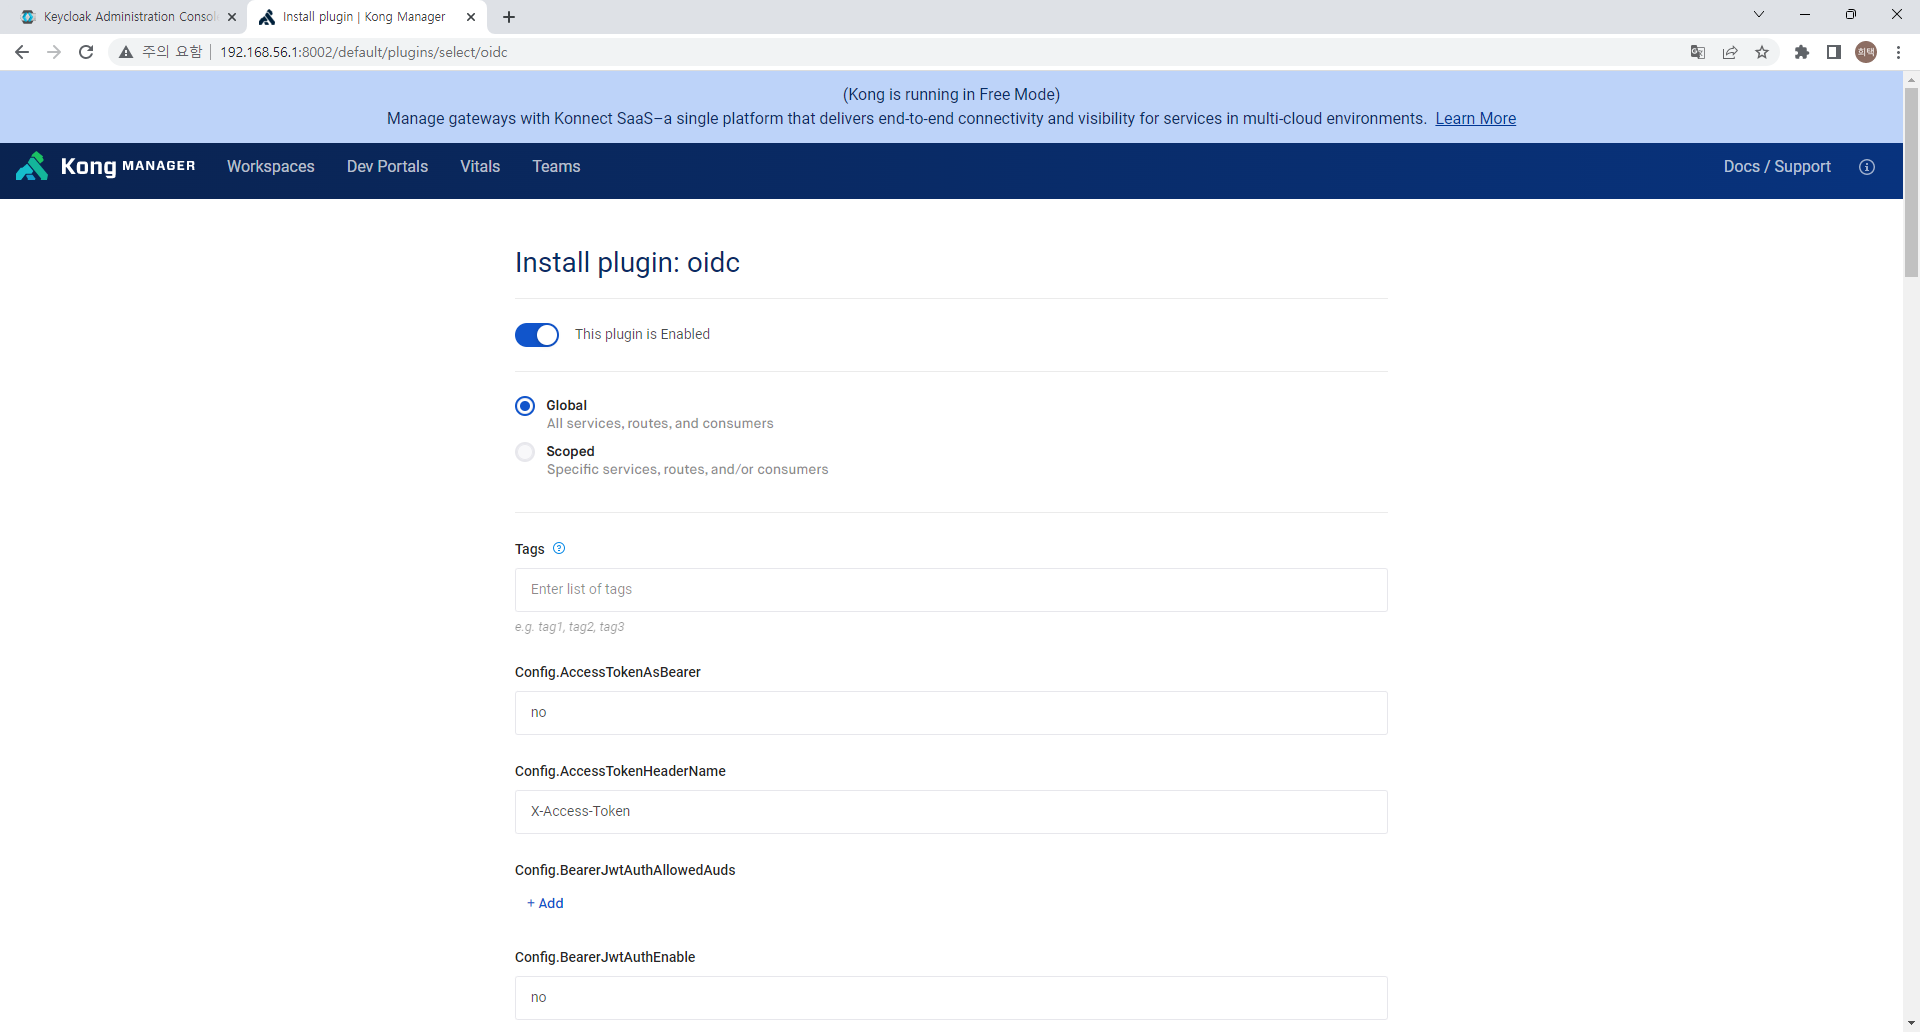 Keycloak Administration Consol
Install plugin | Kong Manager
주의 요함
192.168.56.1:8002/default/plugins/select/oidc
희택
(Kong is running in Free Mode)
Manage gateways with Konnect SaaS–a single platform that delivers end-to-end connectivity and visibility for services in multi-cloud environments. Learn More
Kong MANAGER
Workspaces
Dev Portals
Vitals
Teams
Docs / Support
Install plugin: oidc
This plugin is Enabled
Global
All services, routes, and consumers
Scoped
Specific services, routes, and/or consumers
Tags
Enter list of tags
e.g. tag1, tag2, tag3
Config.AccessTokenAsBearer
no
Config.AccessTokenHeaderName
X-Access-Token
Config.BearerJwtAuthAllowedAuds
+ Add
Config.BearerJwtAuthEnable
no